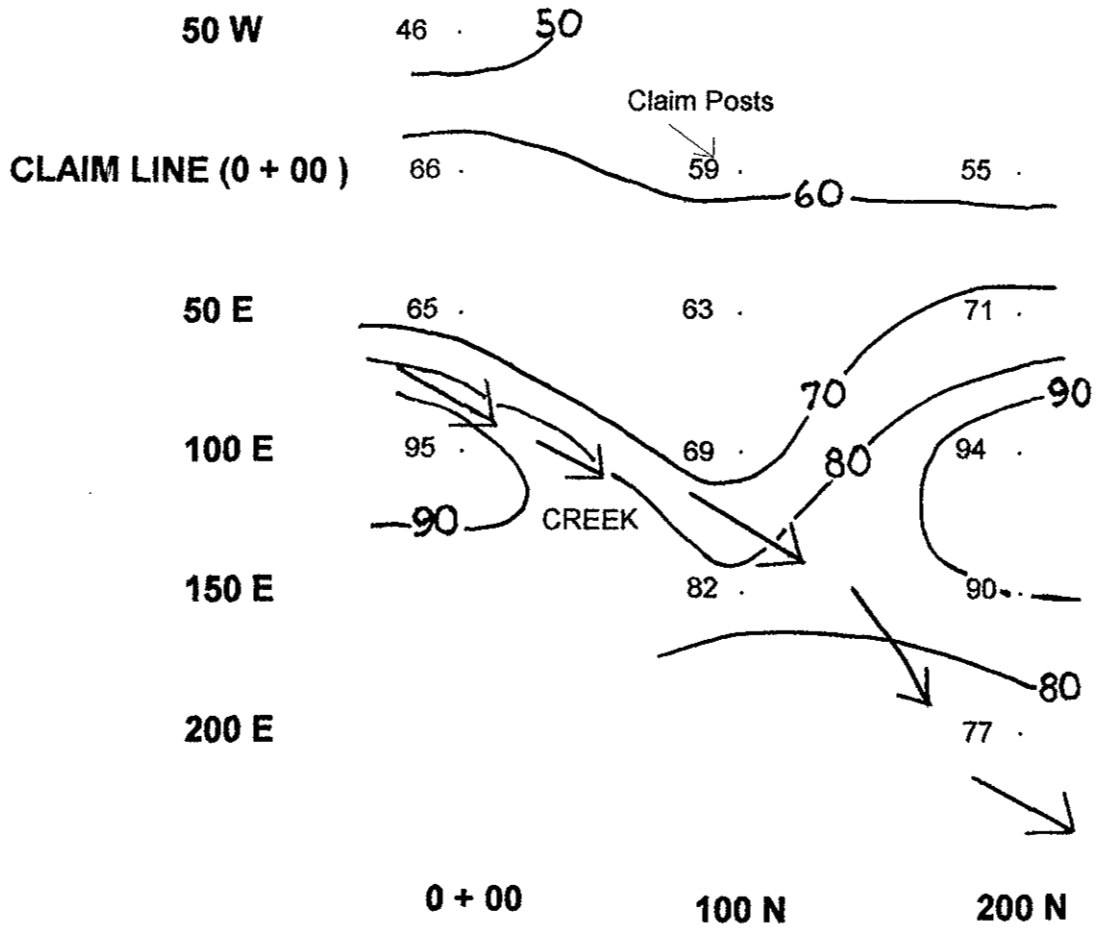 50 W 46 50
Claim Posts
CLAIM LINE (0 + 00 ) 66 59 55
60
50 E 65 63 71
70 90
100 E 95 69 80 94
90 CREEK
150 E 82 90
80
200 E 77
0 + 00 100 N 200 N